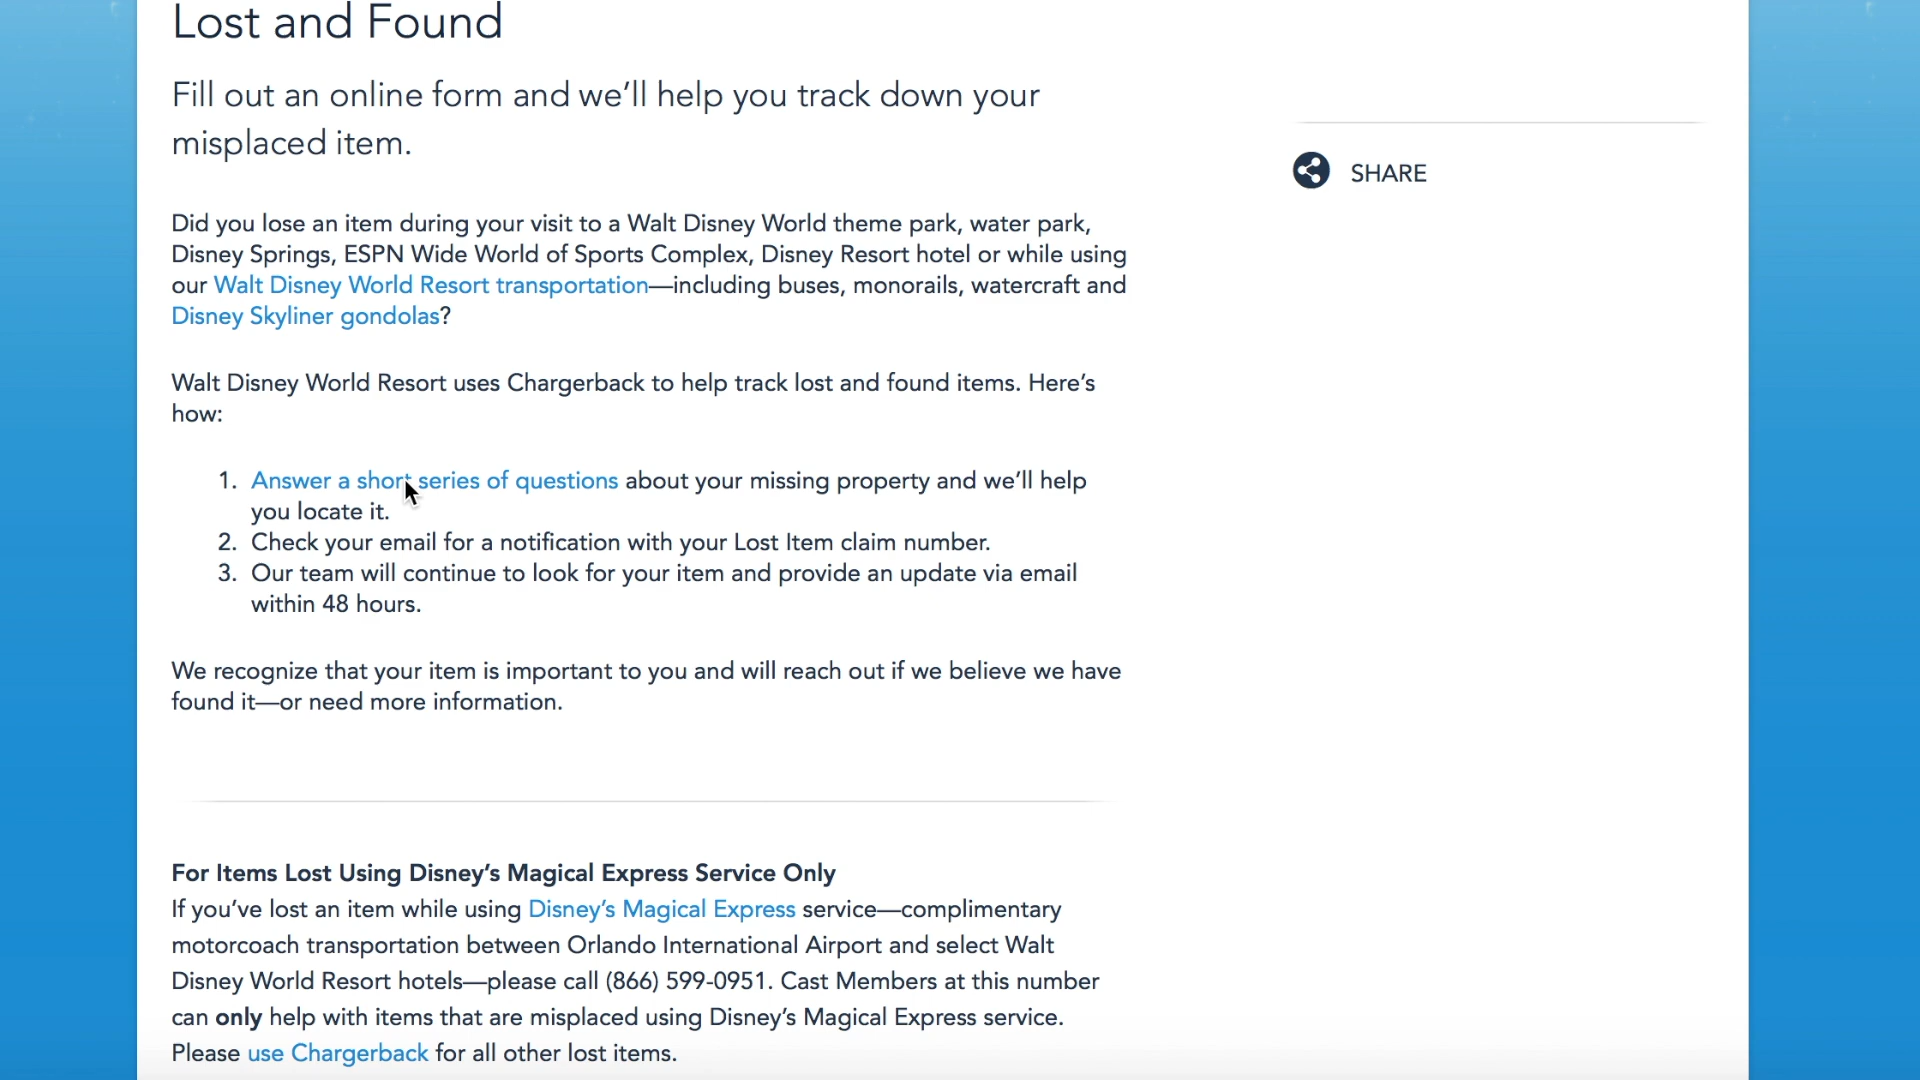 Lost and Found
Fill out an online form and we’ll help you track down your
misplaced item.
SHARE
Did you lose an item during your visit to a Walt Disney World theme park, water park,
Disney Springs, ESPN Wide World of Sports Complex, Disney Resort hotel or while using
our Walt Disney World Resort transportation—including buses, monorails, watercraft and
Disney Skyliner gondolas?
Walt Disney World Resort uses Chargerback to help track lost and found items. Here’s
how:
1. Answer a short series of questions about your missing property and we’ll help
you locate it.
2. Check your email for a notification with your Lost Item claim number.
3. Our team will continue to look for your item and provide an update via email
within 48 hours.
We recognize that your item is important to you and will reach out if we believe we have
found it—or need more information.
For Items Lost Using Disney’s Magical Express Service Only
If you’ve lost an item while using Disney’s Magical Express service—complimentary
motorcoach transportation between Orlando International Airport and select Walt
Disney World Resort hotels—please call (866) 599-0951. Cast Members at this number
can only help with items that are misplaced using Disney’s Magical Express service.
Please use Chargerback for all other lost items.